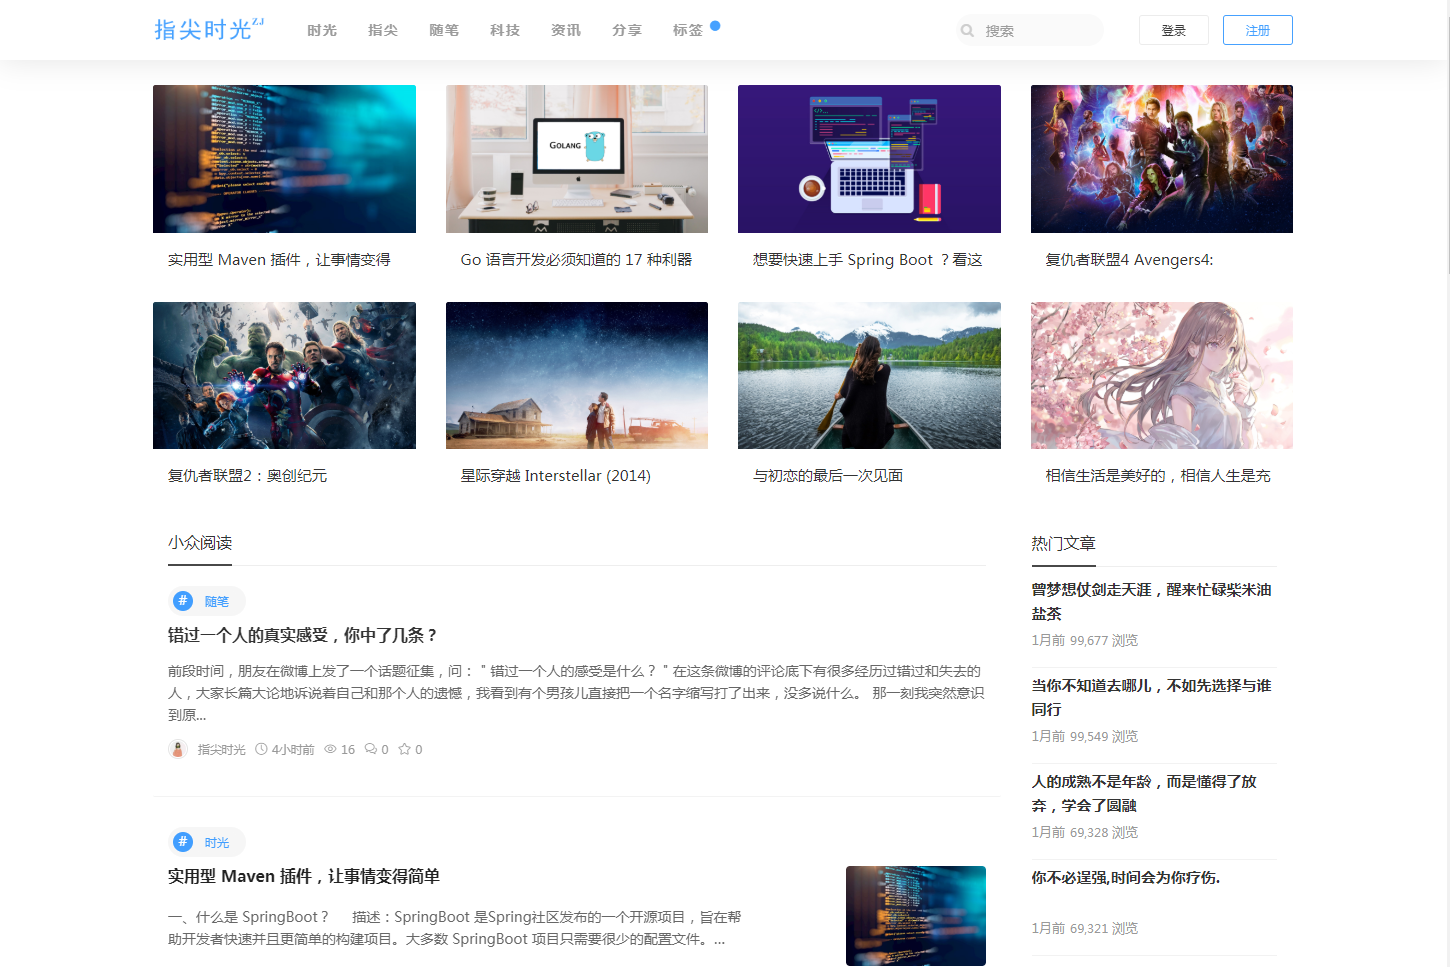 指尖时光ZJ
时光 指尖 随笔 科技 资讯 分享 标签
搜索
登录 注册
GOLANG
实用型 Maven 插件，让事情变得
Go 语言开发必须知道的 17 种利器
想要快速上手 Spring Boot ？看这
复仇者联盟4 Avengers4:
复仇者联盟2：奥创纪元
星际穿越 Interstellar (2014)
与初恋的最后一次见面
相信生活是美好的，相信人生是充
小众阅读
# 随笔
错过一个人的真实感受，你中了几条？
前段时间，朋友在微博上发了一个话题征集，问： " 错过一个人的感受是什么？ " 在这条微博的评论底下有很多经历过错过和失去的
人，大家长篇大论地诉说着自己和那个人的遗憾，我看到有个男孩儿直接把一个名字缩写打了出来，没多说什么。 那一刻我突然意识
到原...
指尖时光 4小时前 16 0 0
# 时光
实用型 Maven 插件，让事情变得简单
一、什么是 SpringBoot？ 描述：SpringBoot 是Spring社区发布的一个开源项目，旨在帮
助开发者快速并且更简单的构建项目。大多数 SpringBoot 项目只需要很少的配置文件。...
热门文章
曾梦想仗剑走天涯，醒来忙碌柴米油
盐茶
1月前 99,677 浏览
当你不知道去哪儿，不如先选择与谁
同行
1月前 99,549 浏览
人的成熟不是年龄，而是懂得了放
弃，学会了圆融
1月前 69,328 浏览
你不必逞强,时间会为你疗伤.
1月前 69,321 浏览